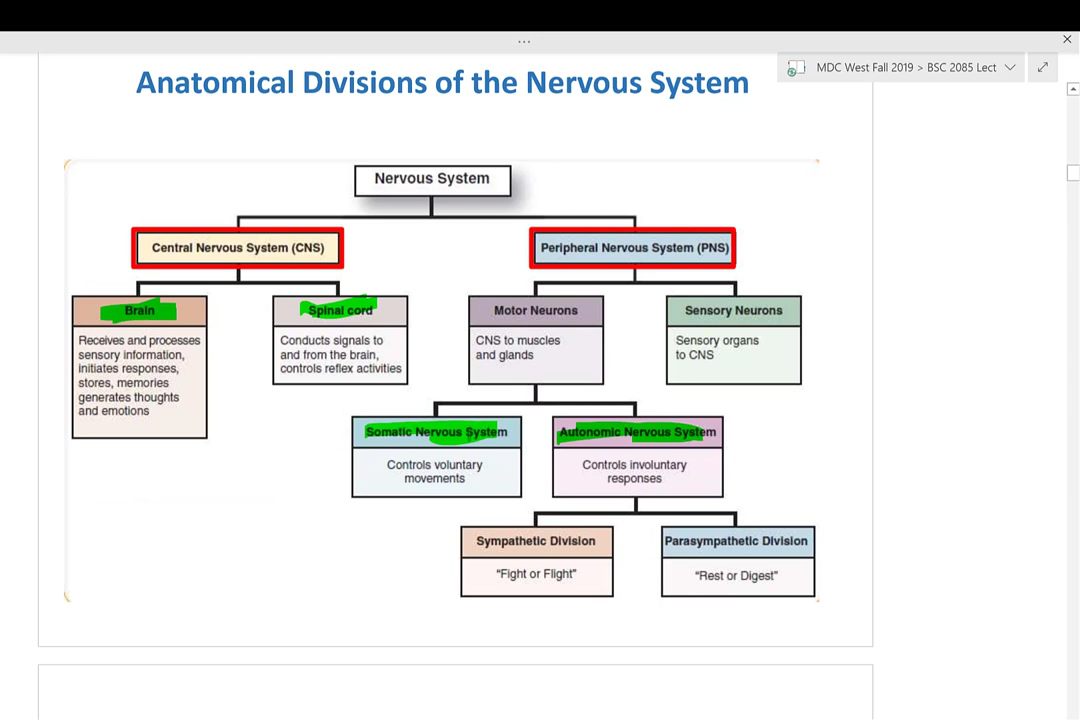 ...
MDC West Fall 2019 > BSC 2085 Lect
Anatomical Divisions of the Nervous System
Nervous System
Central Nervous System (CNS)
Peripheral Nervous System (PNS)
Brain
Receives and processes
sensory information,
initiates responses,
stores, memories
generates thoughts
and emotions
Spinal cord
Conducts signals to
and from the brain,
controls reflex activities
Motor Neurons
CNS to muscles
and glands
Sensory Neurons
Sensory organs
to CNS
Somatic Nervous System
Controls voluntary
movements
Autonomic Nervous System
Controls involuntary
responses
Sympathetic Division
“Fight or Flight”
Parasympathetic Division
“Rest or Digest”